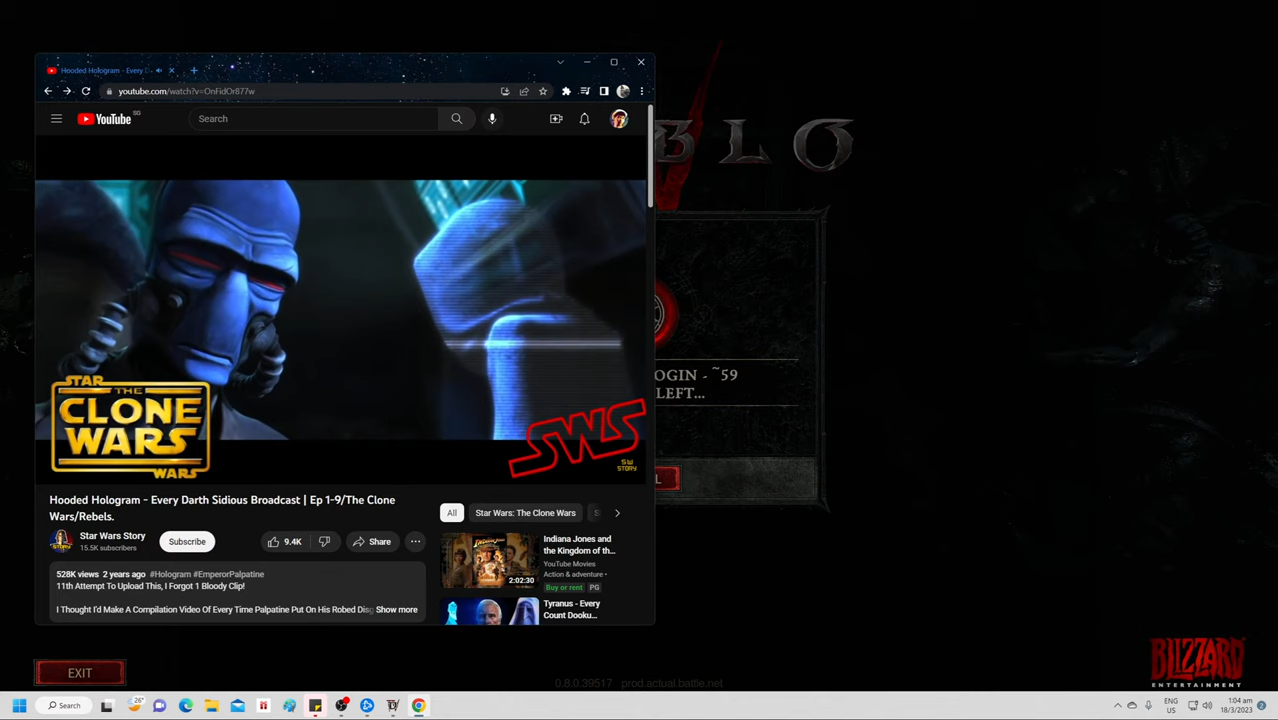 Hooded Hologram - Every D
youtube.com/watch?v=OnFidOr877w
YouTube SG
Search
BLO
STAR
THE
CLONE
WARS
WARS
SWS
SW
STORY
OGIN - ~59
LEFT...
L
Hooded Hologram - Every Darth Sidious Broadcast | Ep 1-9/The Clone
Wars/Rebels.
Star Wars Story
15.5K subscribers
Subscribe
9.4K
Share
528K views 2 years ago #Hologram #EmperorPalpatine
11th Attempt To Upload This, I Forgot 1 Bloody Clip!
I Thought I'd Make A Compilation Video Of Every Time Palpatine Put On His Robed Disg Show more
All
Star Wars: The Clone Wars
S
Indiana Jones and
the Kingdom of th...
YouTube Movies
Action & adventure •
Buy or rent PG
2:02:30
Tyranus - Every
Count Dooku...
EXIT
0.8.0.39517 prod.actual.battle.net
BLIZZARD
ENTERTAINMENT
Search
26°
ENG
US
1:04 am
18/3/2023
2